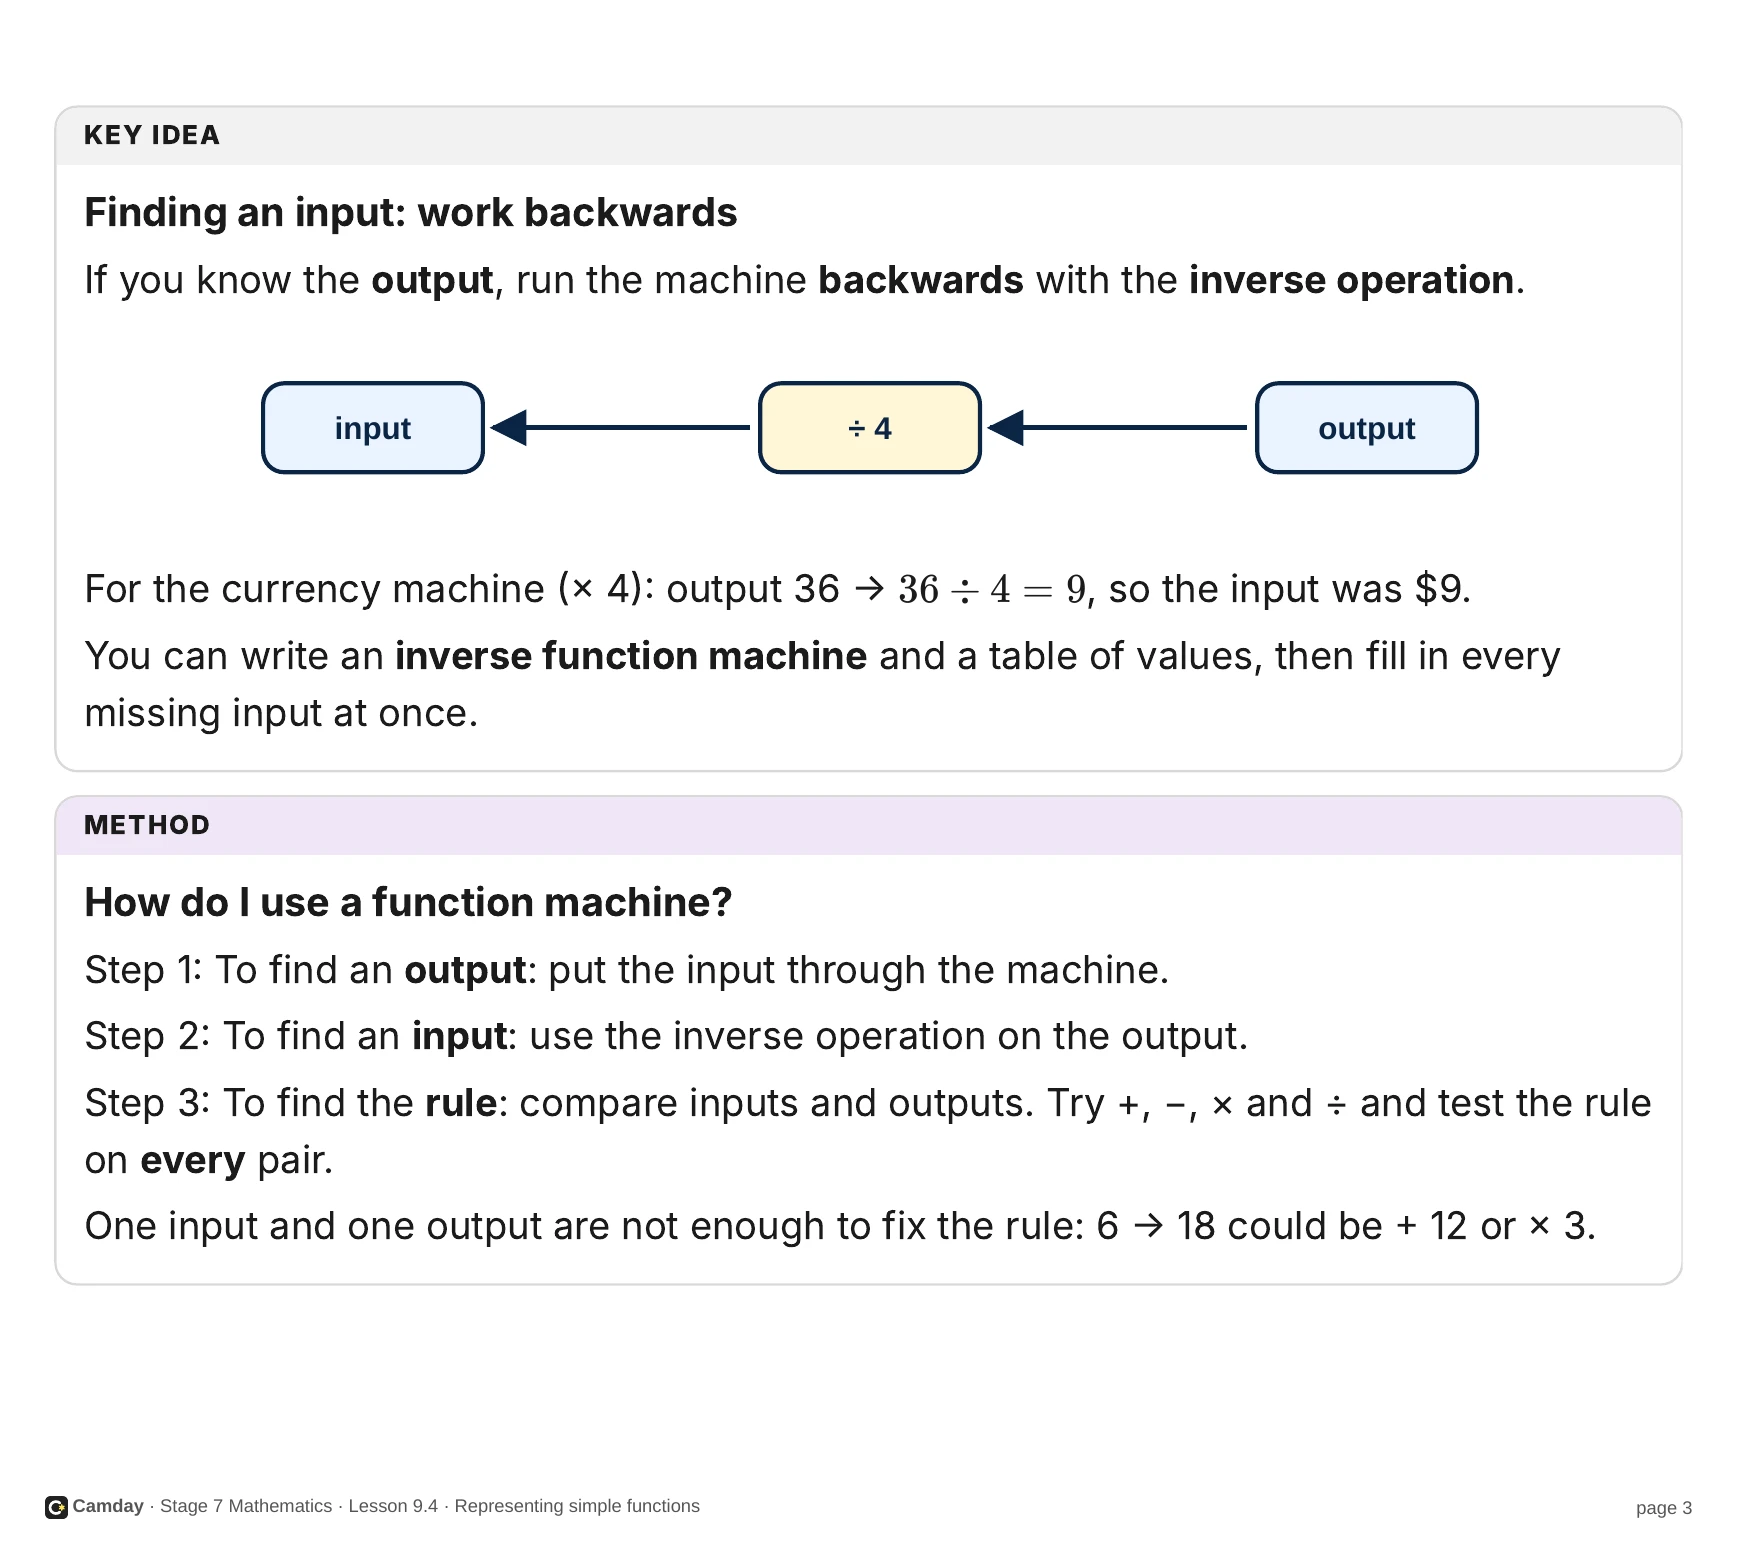 KEY IDEA
Finding an input: work backwards
If you know the output, run the machine backwards with the inverse operation.
input
÷ 4
output
For the currency machine (× 4): output 36 → 36 ÷ 4 = 9, so the input was $9.
You can write an inverse function machine and a table of values, then fill in every
missing input at once.
METHOD
How do I use a function machine?
Step 1: To find an output: put the input through the machine.
Step 2: To find an input: use the inverse operation on the output.
Step 3: To find the rule: compare inputs and outputs. Try +, −, × and ÷ and test the rule
on every pair.
One input and one output are not enough to fix the rule: 6 → 18 could be + 12 or × 3.
Camday · Stage 7 Mathematics · Lesson 9.4 · Representing simple functions
page 3